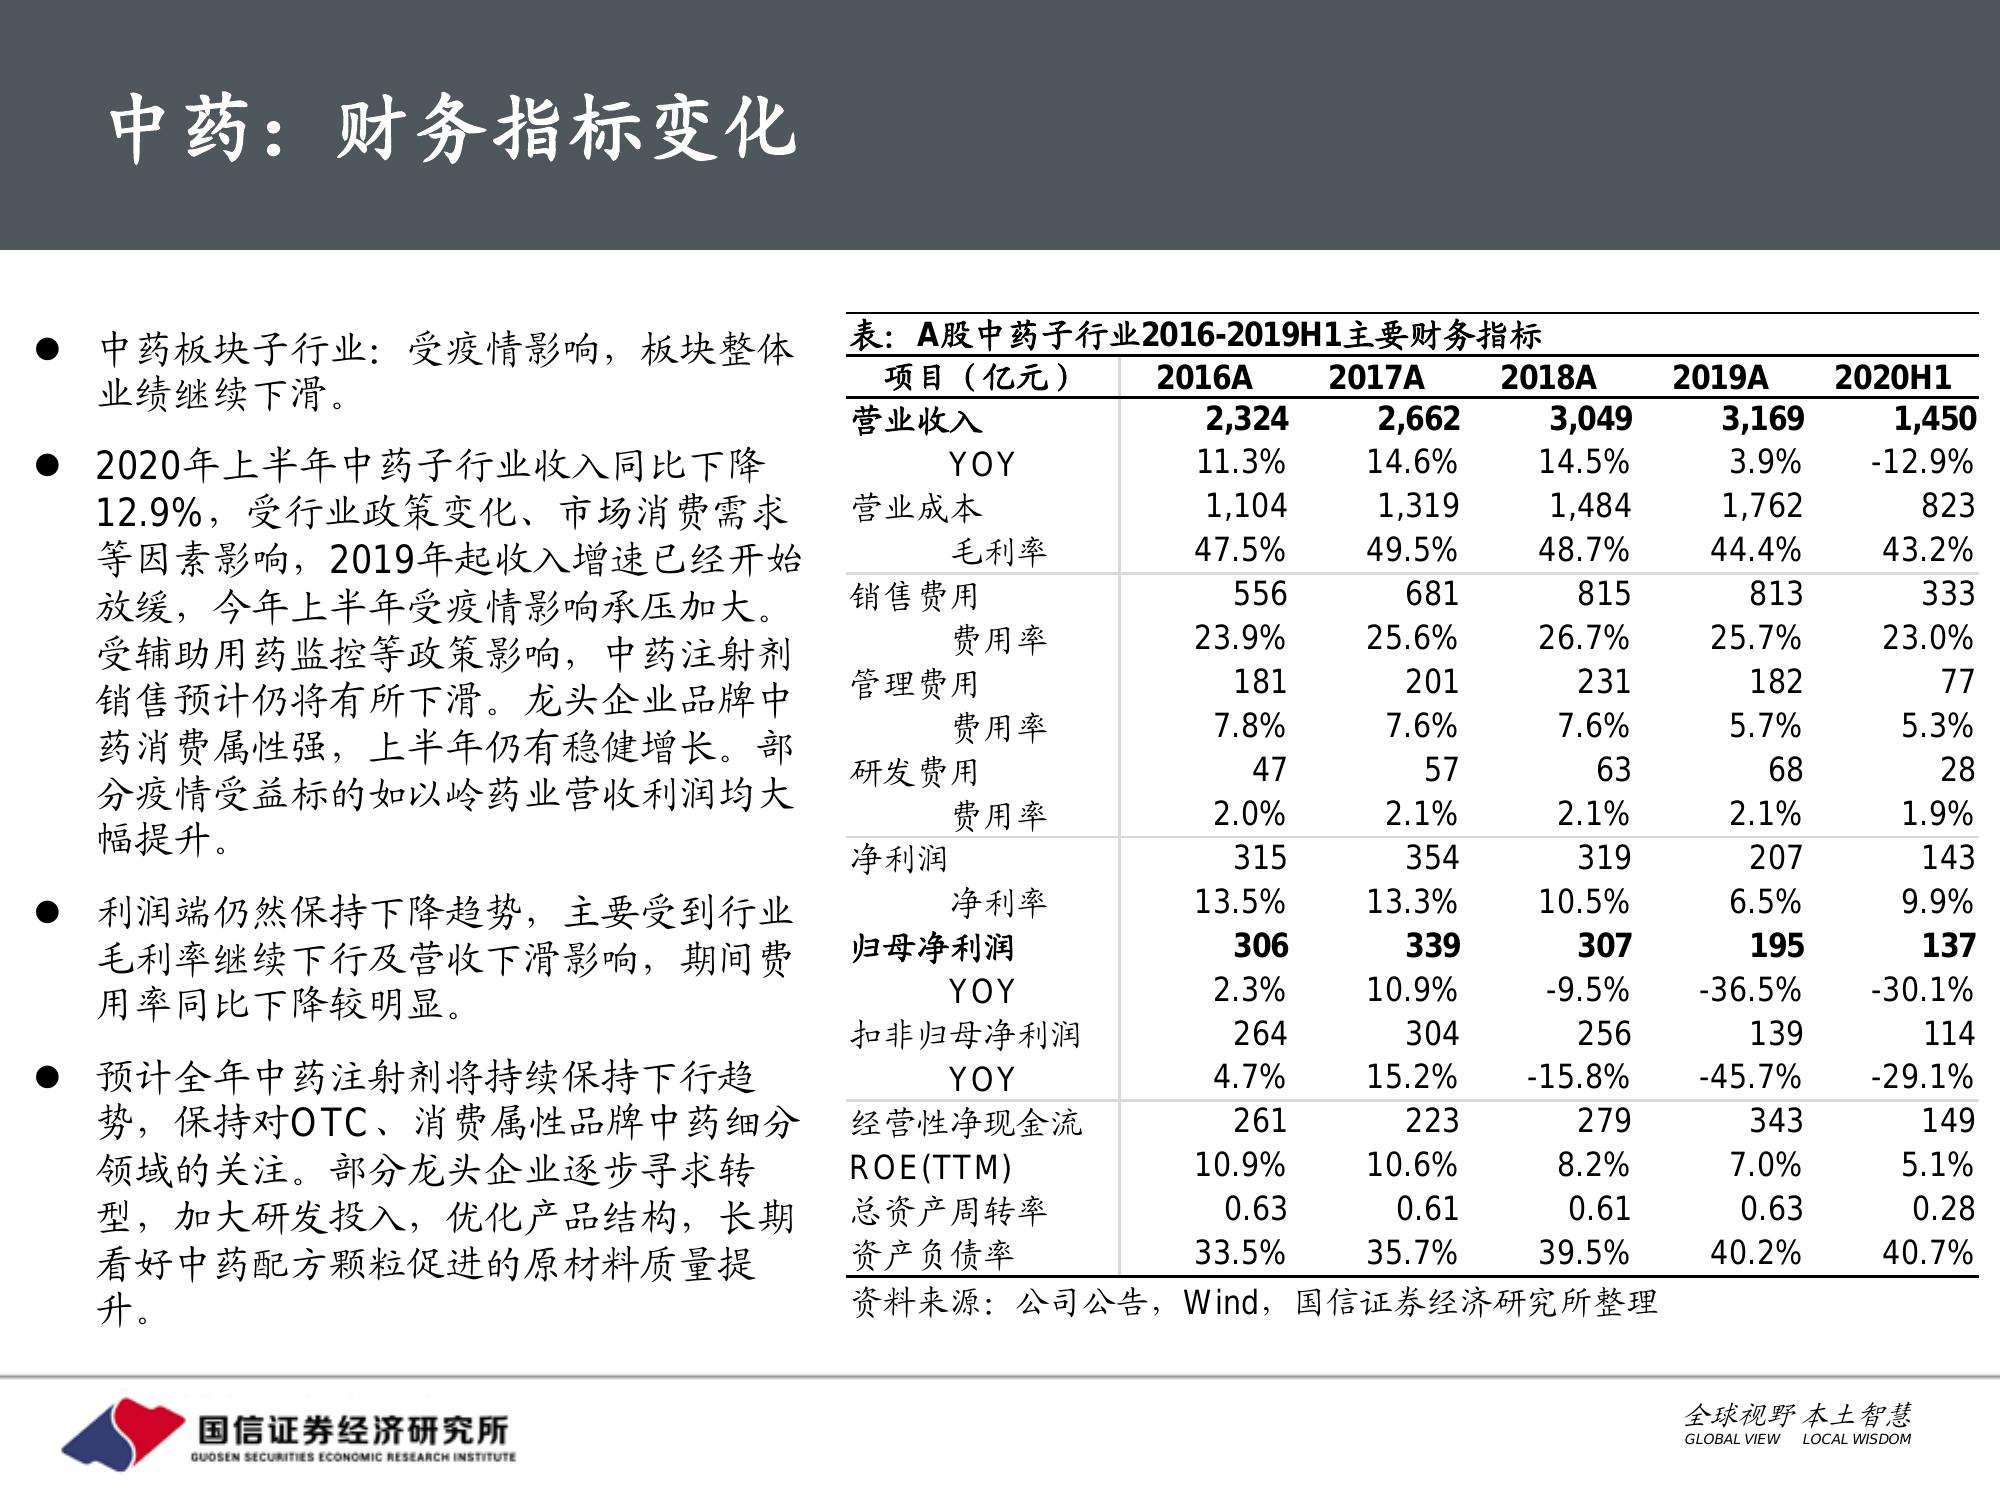 中药：财务指标变化
● 中药板块子行业：受疫情影响，板块整体
业绩继续下滑。
● 2020年上半年中药子行业收入同比下降
12.9%，受行业政策变化、市场消费需求
等因素影响，2019年起收入增速已经开始
放缓，今年上半年受疫情影响承压加大。
受辅助用药监控等政策影响，中药注射剂
销售预计仍将有所下滑。龙头企业品牌中
药消费属性强，上半年仍有稳健增长。部
分疫情受益标的如以岭药业营收利润均大
幅提升。
● 利润端仍然保持下降趋势，主要受到行业
毛利率继续下行及营收下滑影响，期间费
用率同比下降较明显。
● 预计全年中药注射剂将持续保持下行趋
势，保持对OTC、消费属性品牌中药细分
领域的关注。部分龙头企业逐步寻求转
型，加大研发投入，优化产品结构，长期
看好中药配方颗粒促进的原材料质量提
升。
表：A股中药子行业2016-2019H1主要财务指标
项目（亿元） 2016A 2017A 2018A 2019A 2020H1
营业收入 2,324 2,662 3,049 3,169 1,450
YOY 11.3% 14.6% 14.5% 3.9% -12.9%
营业成本 1,104 1,319 1,484 1,762 823
毛利率 47.5% 49.5% 48.7% 44.4% 43.2%
销售费用 556 681 815 813 333
费用率 23.9% 25.6% 26.7% 25.7% 23.0%
管理费用 181 201 231 182 77
费用率 7.8% 7.6% 7.6% 5.7% 5.3%
研发费用 47 57 63 68 28
费用率 2.0% 2.1% 2.1% 2.1% 1.9%
净利润 315 354 319 207 143
净利率 13.5% 13.3% 10.5% 6.5% 9.9%
归母净利润 306 339 307 195 137
YOY 2.3% 10.9% -9.5% -36.5% -30.1%
扣非归母净利润 264 304 256 139 114
YOY 4.7% 15.2% -15.8% -45.7% -29.1%
经营性净现金流 261 223 279 343 149
ROE(TTM) 10.9% 10.6% 8.2% 7.0% 5.1%
总资产周转率 0.63 0.61 0.61 0.63 0.28
资产负债率 33.5% 35.7% 39.5% 40.2% 40.7%
资料来源：公司公告，Wind，国信证券经济研究所整理
国信证券经济研究所
GUOSEN SECURITIES ECONOMIC RESEARCH INSTITUTE
全球视野 本土智慧
GLOBAL VIEW LOCAL WISDOM